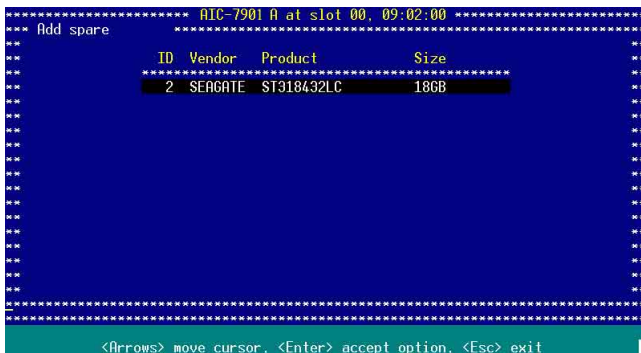 AIC-7901 A at slot 00, 09:02:00
Add spare
ID Vendor Product Size
2 SEAGATE ST318432LC 18GB
<Arrows> move cursor, <Enter> accept option, <Esc> exit